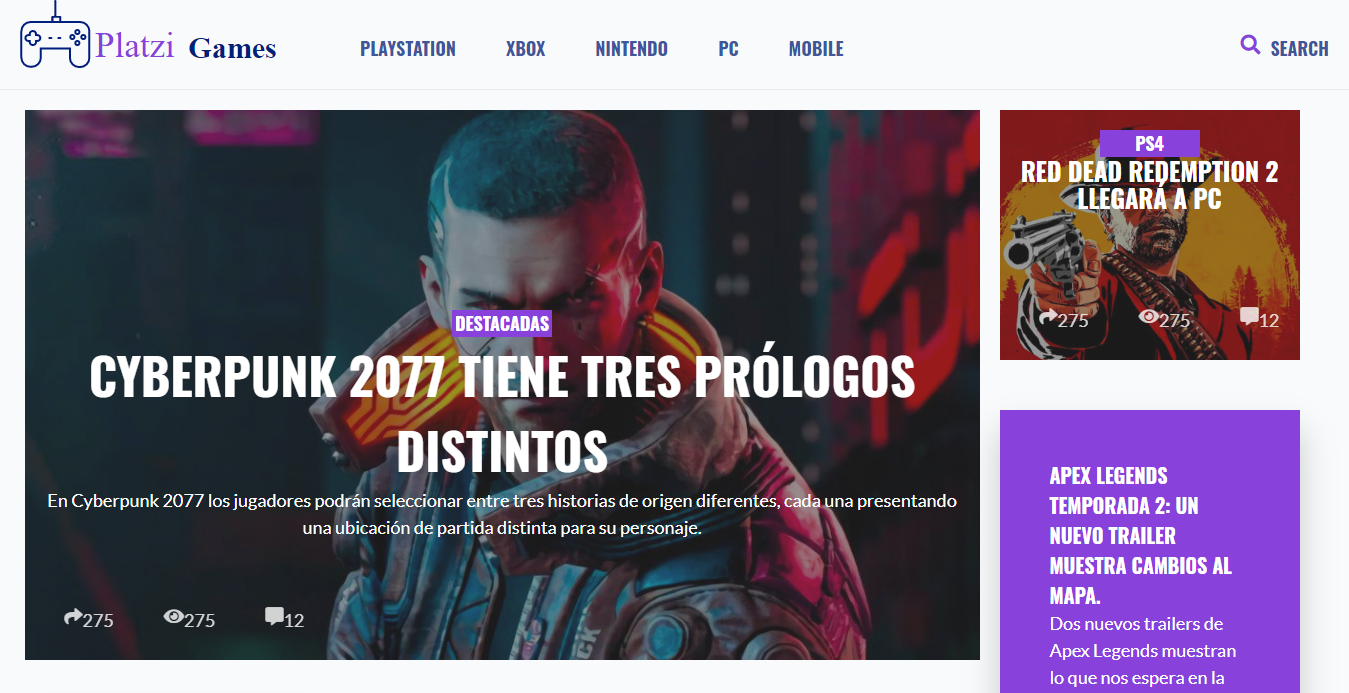 Platzi Games
PLAYSTATION
XBOX
NINTENDO
PC
MOBILE
SEARCH
DESTACADAS
CYBERPUNK 2077 TIENE TRES PRÓLOGOS
DISTINTOS
En Cyberpunk 2077 los jugadores podrán seleccionar entre tres historias de origen diferentes, cada una presentando
una ubicación de partida distinta para su personaje.
275
275
12
PS4
RED DEAD REDEMPTION 2
LLEGARÁ A PC
275
275
12
APEX LEGENDS
TEMPORADA 2: UN
NUEVO TRAILER
MUESTRA CAMBIOS AL
MAPA.
Dos nuevos trailers de
Apex Legends muestran
lo que nos espera en la